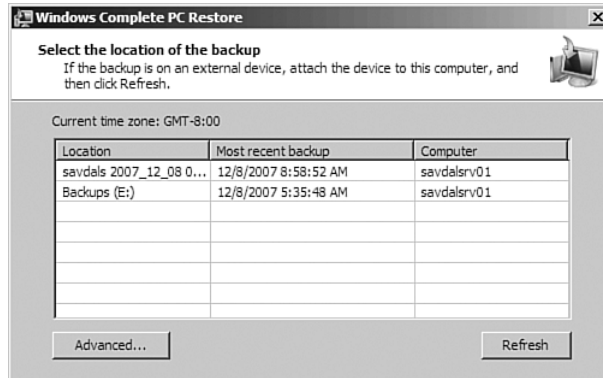 Windows Complete PC Restore
Select the location of the backup
If the backup is on an external device, attach the device to this computer, and
then click Refresh.
Current time zone: GMT-8:00
Location Most recent backup Computer
savdals 2007_12_08 0... 12/8/2007 8:58:52 AM savdalsrv01
Backups (E:) 12/8/2007 5:35:48 AM savdalsrv01
Advanced... Refresh